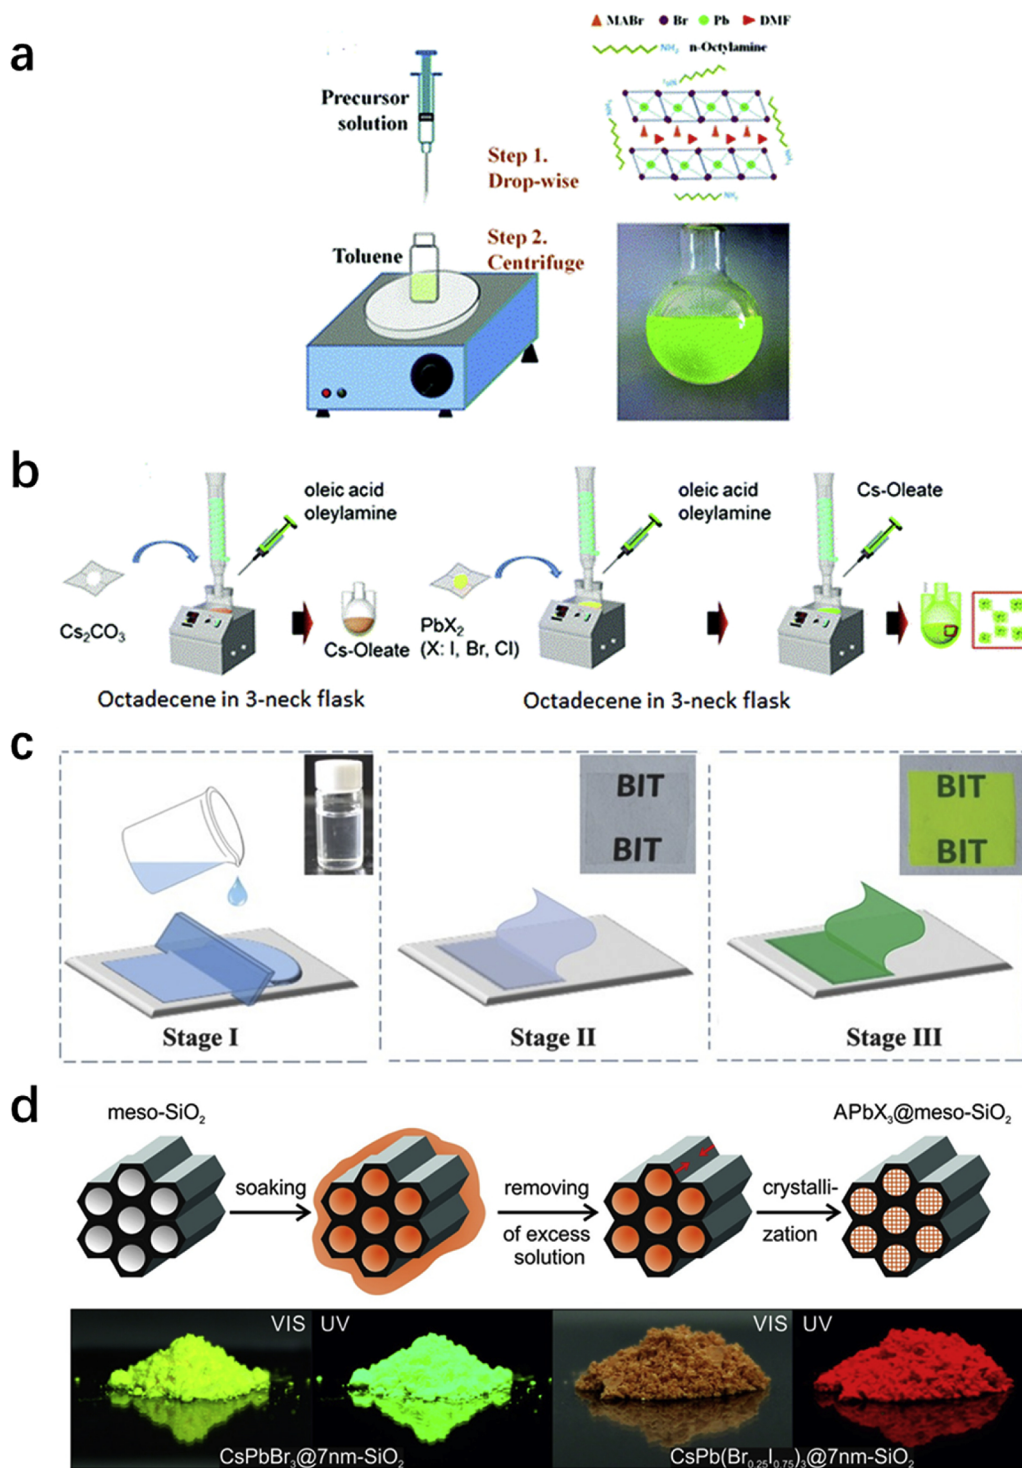 a
MABr Br Pb DMF
NH₂ n-Octylamine
Precursor
solution
Step 1.
Drop-wise
Toluene
Step 2.
Centrifuge
b
oleic acid
oleylamine
oleic acid
oleylamine
Cs-Oleate
Cs₂CO₃
Cs-Oleate
PbX₂
(X: I, Br, Cl)
Octadecene in 3-neck flask
Octadecene in 3-neck flask
c
BIT
BIT
BIT
BIT
Stage I
Stage II
Stage III
d
meso-SiO₂
APbX₃@meso-SiO₂
soaking
removing
of excess
solution
crystalli-
zation
VIS
UV
VIS
UV
CsPbBr₃@7nm-SiO₂
CsPb(Br₀.₂₅I₀.₇₅)₃@7nm-SiO₂